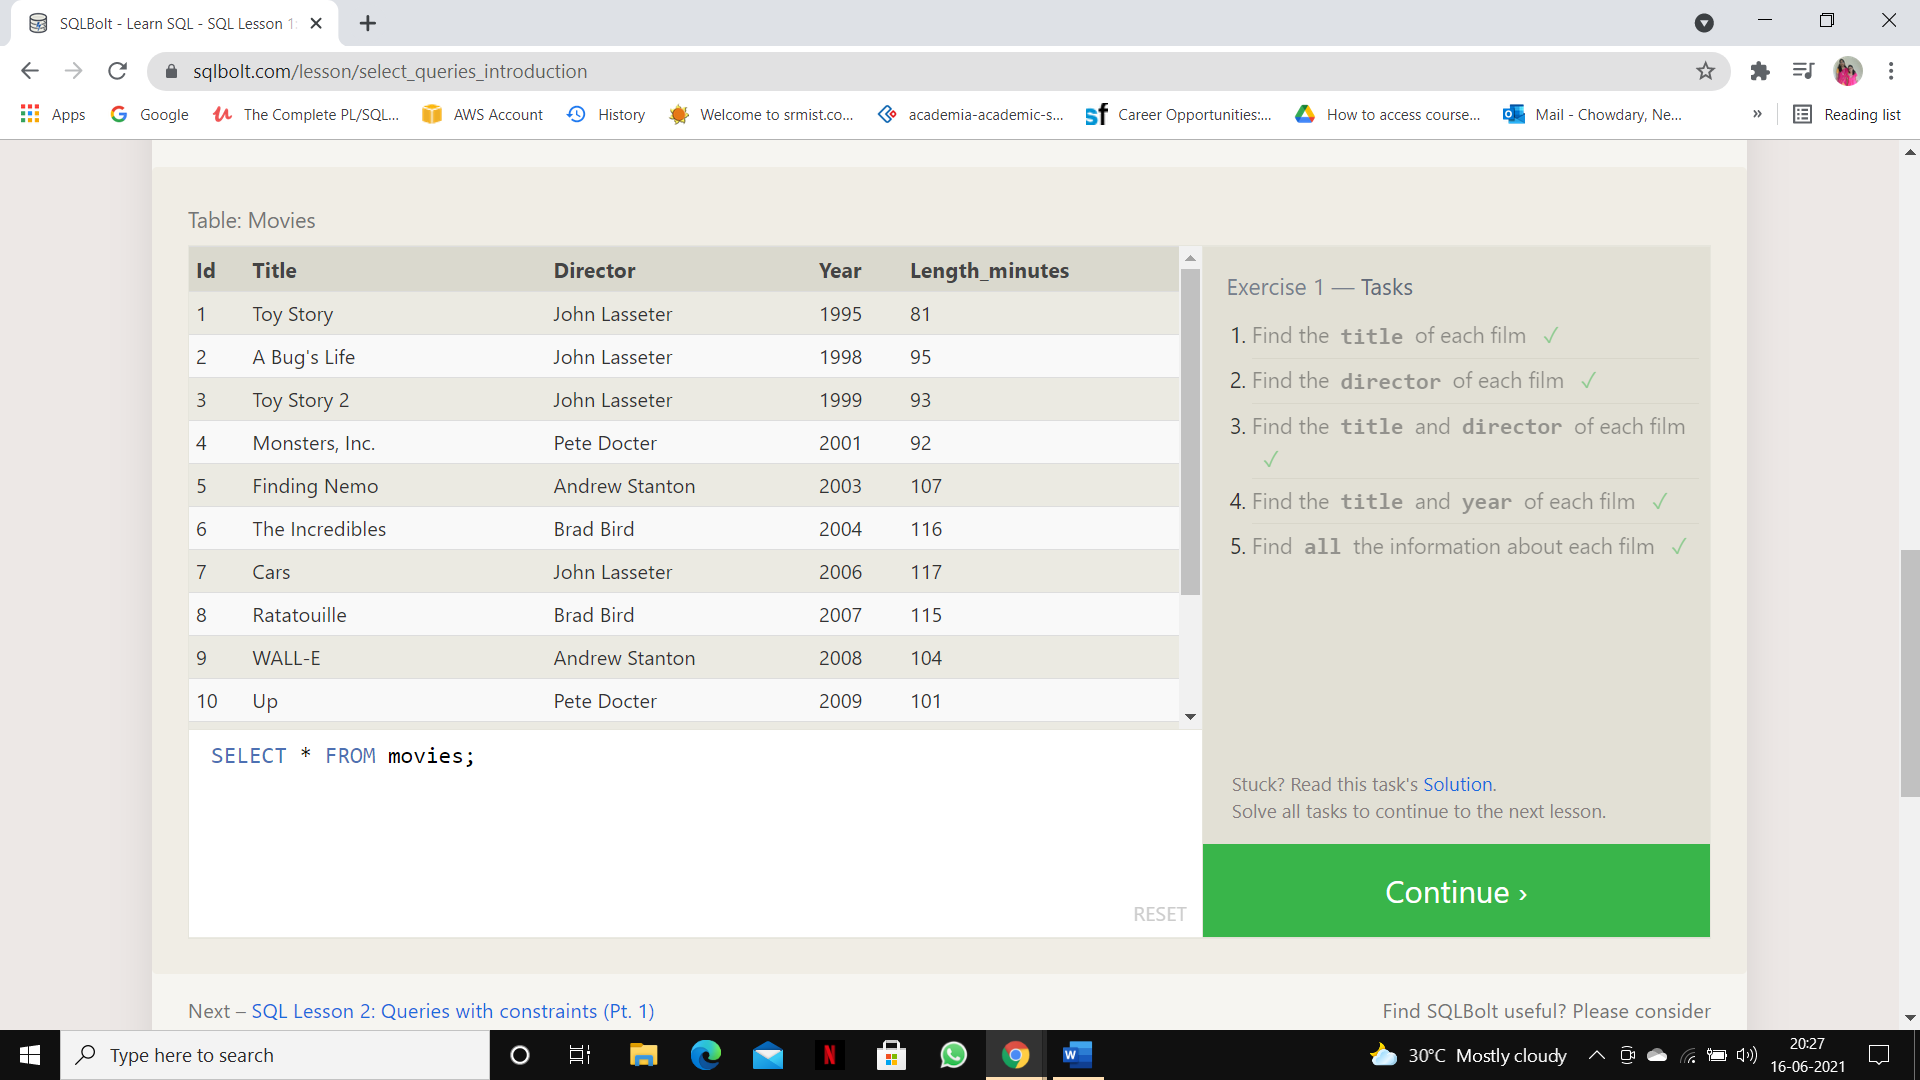 SQLBolt - Learn SQL - SQL Lesson 1:
sqlbolt.com/lesson/select_queries_introduction
Apps Google The Complete PL/SQL... AWS Account History Welcome to srmist.co... academia-academic-s... Career Opportunities:... How to access course... Mail - Chowdary, Ne... » Reading list
Table: Movies
Id Title Director Year Length_minutes
1 Toy Story John Lasseter 1995 81
2 A Bug's Life John Lasseter 1998 95
3 Toy Story 2 John Lasseter 1999 93
4 Monsters, Inc. Pete Docter 2001 92
5 Finding Nemo Andrew Stanton 2003 107
6 The Incredibles Brad Bird 2004 116
7 Cars John Lasseter 2006 117
8 Ratatouille Brad Bird 2007 115
9 WALL-E Andrew Stanton 2008 104
10 Up Pete Docter 2009 101
SELECT * FROM movies;
RESET
Exercise 1 — Tasks
1. Find the title of each film ✓
2. Find the director of each film ✓
3. Find the title and director of each film
✓
4. Find the title and year of each film ✓
5. Find all the information about each film ✓
Stuck? Read this task's Solution.
Solve all tasks to continue to the next lesson.
Continue ›
Next – SQL Lesson 2: Queries with constraints (Pt. 1)
Find SQLBolt useful? Please consider
Type here to search
30°C Mostly cloudy
20:27
16-06-2021